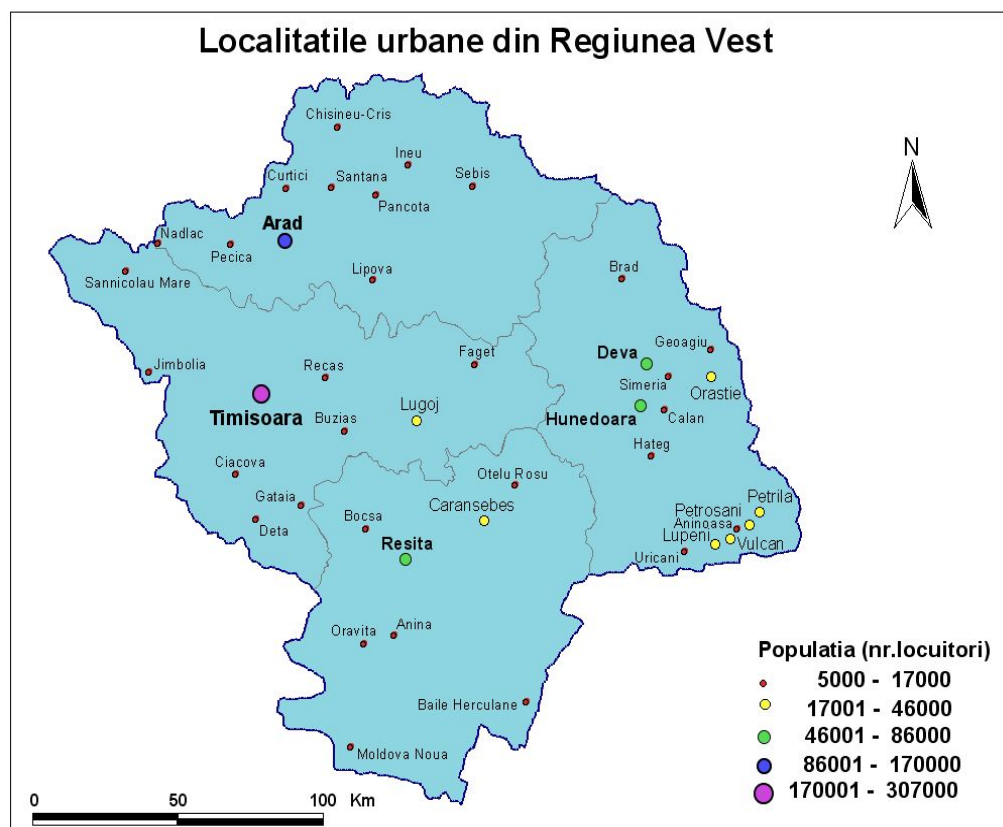 Localitatile urbane din Regiunea Vest
Chisineu-Cris
N
Ineu
Curtici
Santana
Sebis
Pancota
Arad
Nadlac
Pecica
Lipova
Brad
Sannicolau Mare
Geoagiu
Faget
Deva
Jimbolia
Recas
Simeria
Orastie
Lugoj
Timisoara
Buzias
Hunedoara
Calan
Hateg
Ciacova
Otelu Rosu
Petrila
Gataia
Caransebes
Petrosani
Bocsa
Aninoasa
Deta
Lupeni
Vulcan
Resita
Uricani
Oravita
Anina
Populatia (nr.locuitori)
5000 - 17000
Baile Herculane
17001 - 46000
46001 - 86000
Moldova Noua
86001 - 170000
170001 - 307000
0 50 100 Km